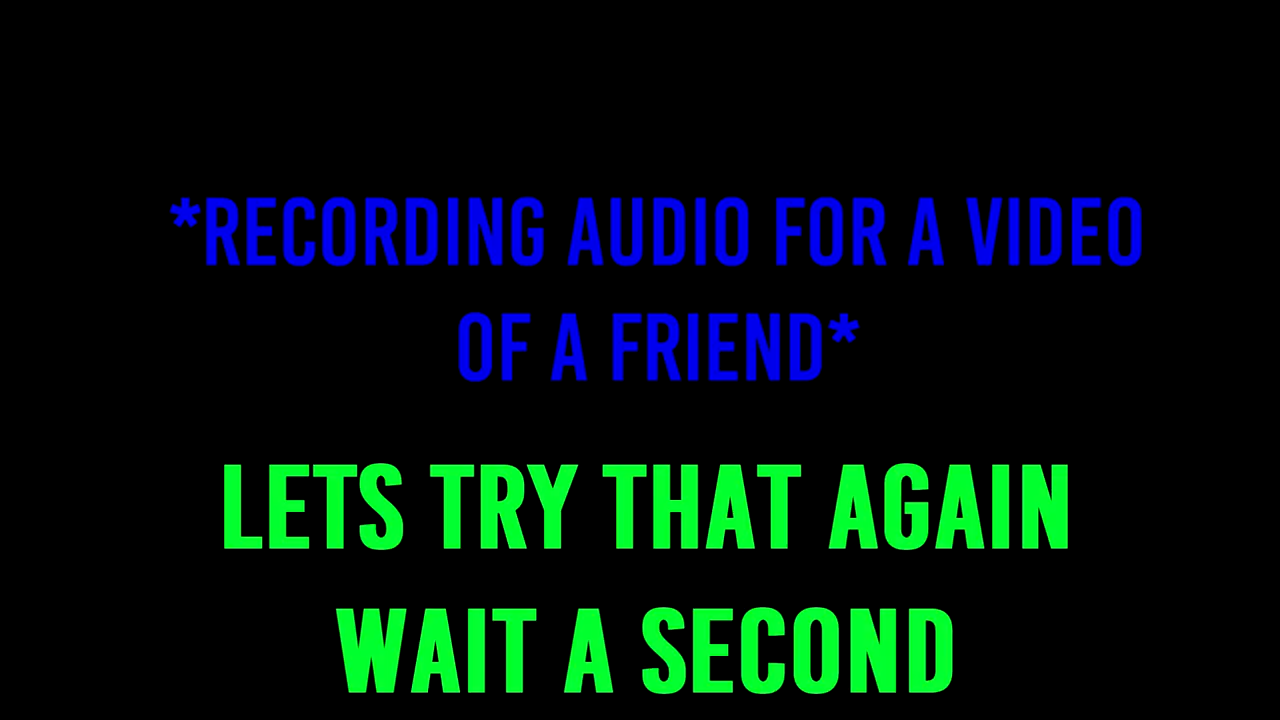 *RECORDING AUDIO FOR A VIDEO
OF A FRIEND*
LETS TRY THAT AGAIN
WAIT A SECOND